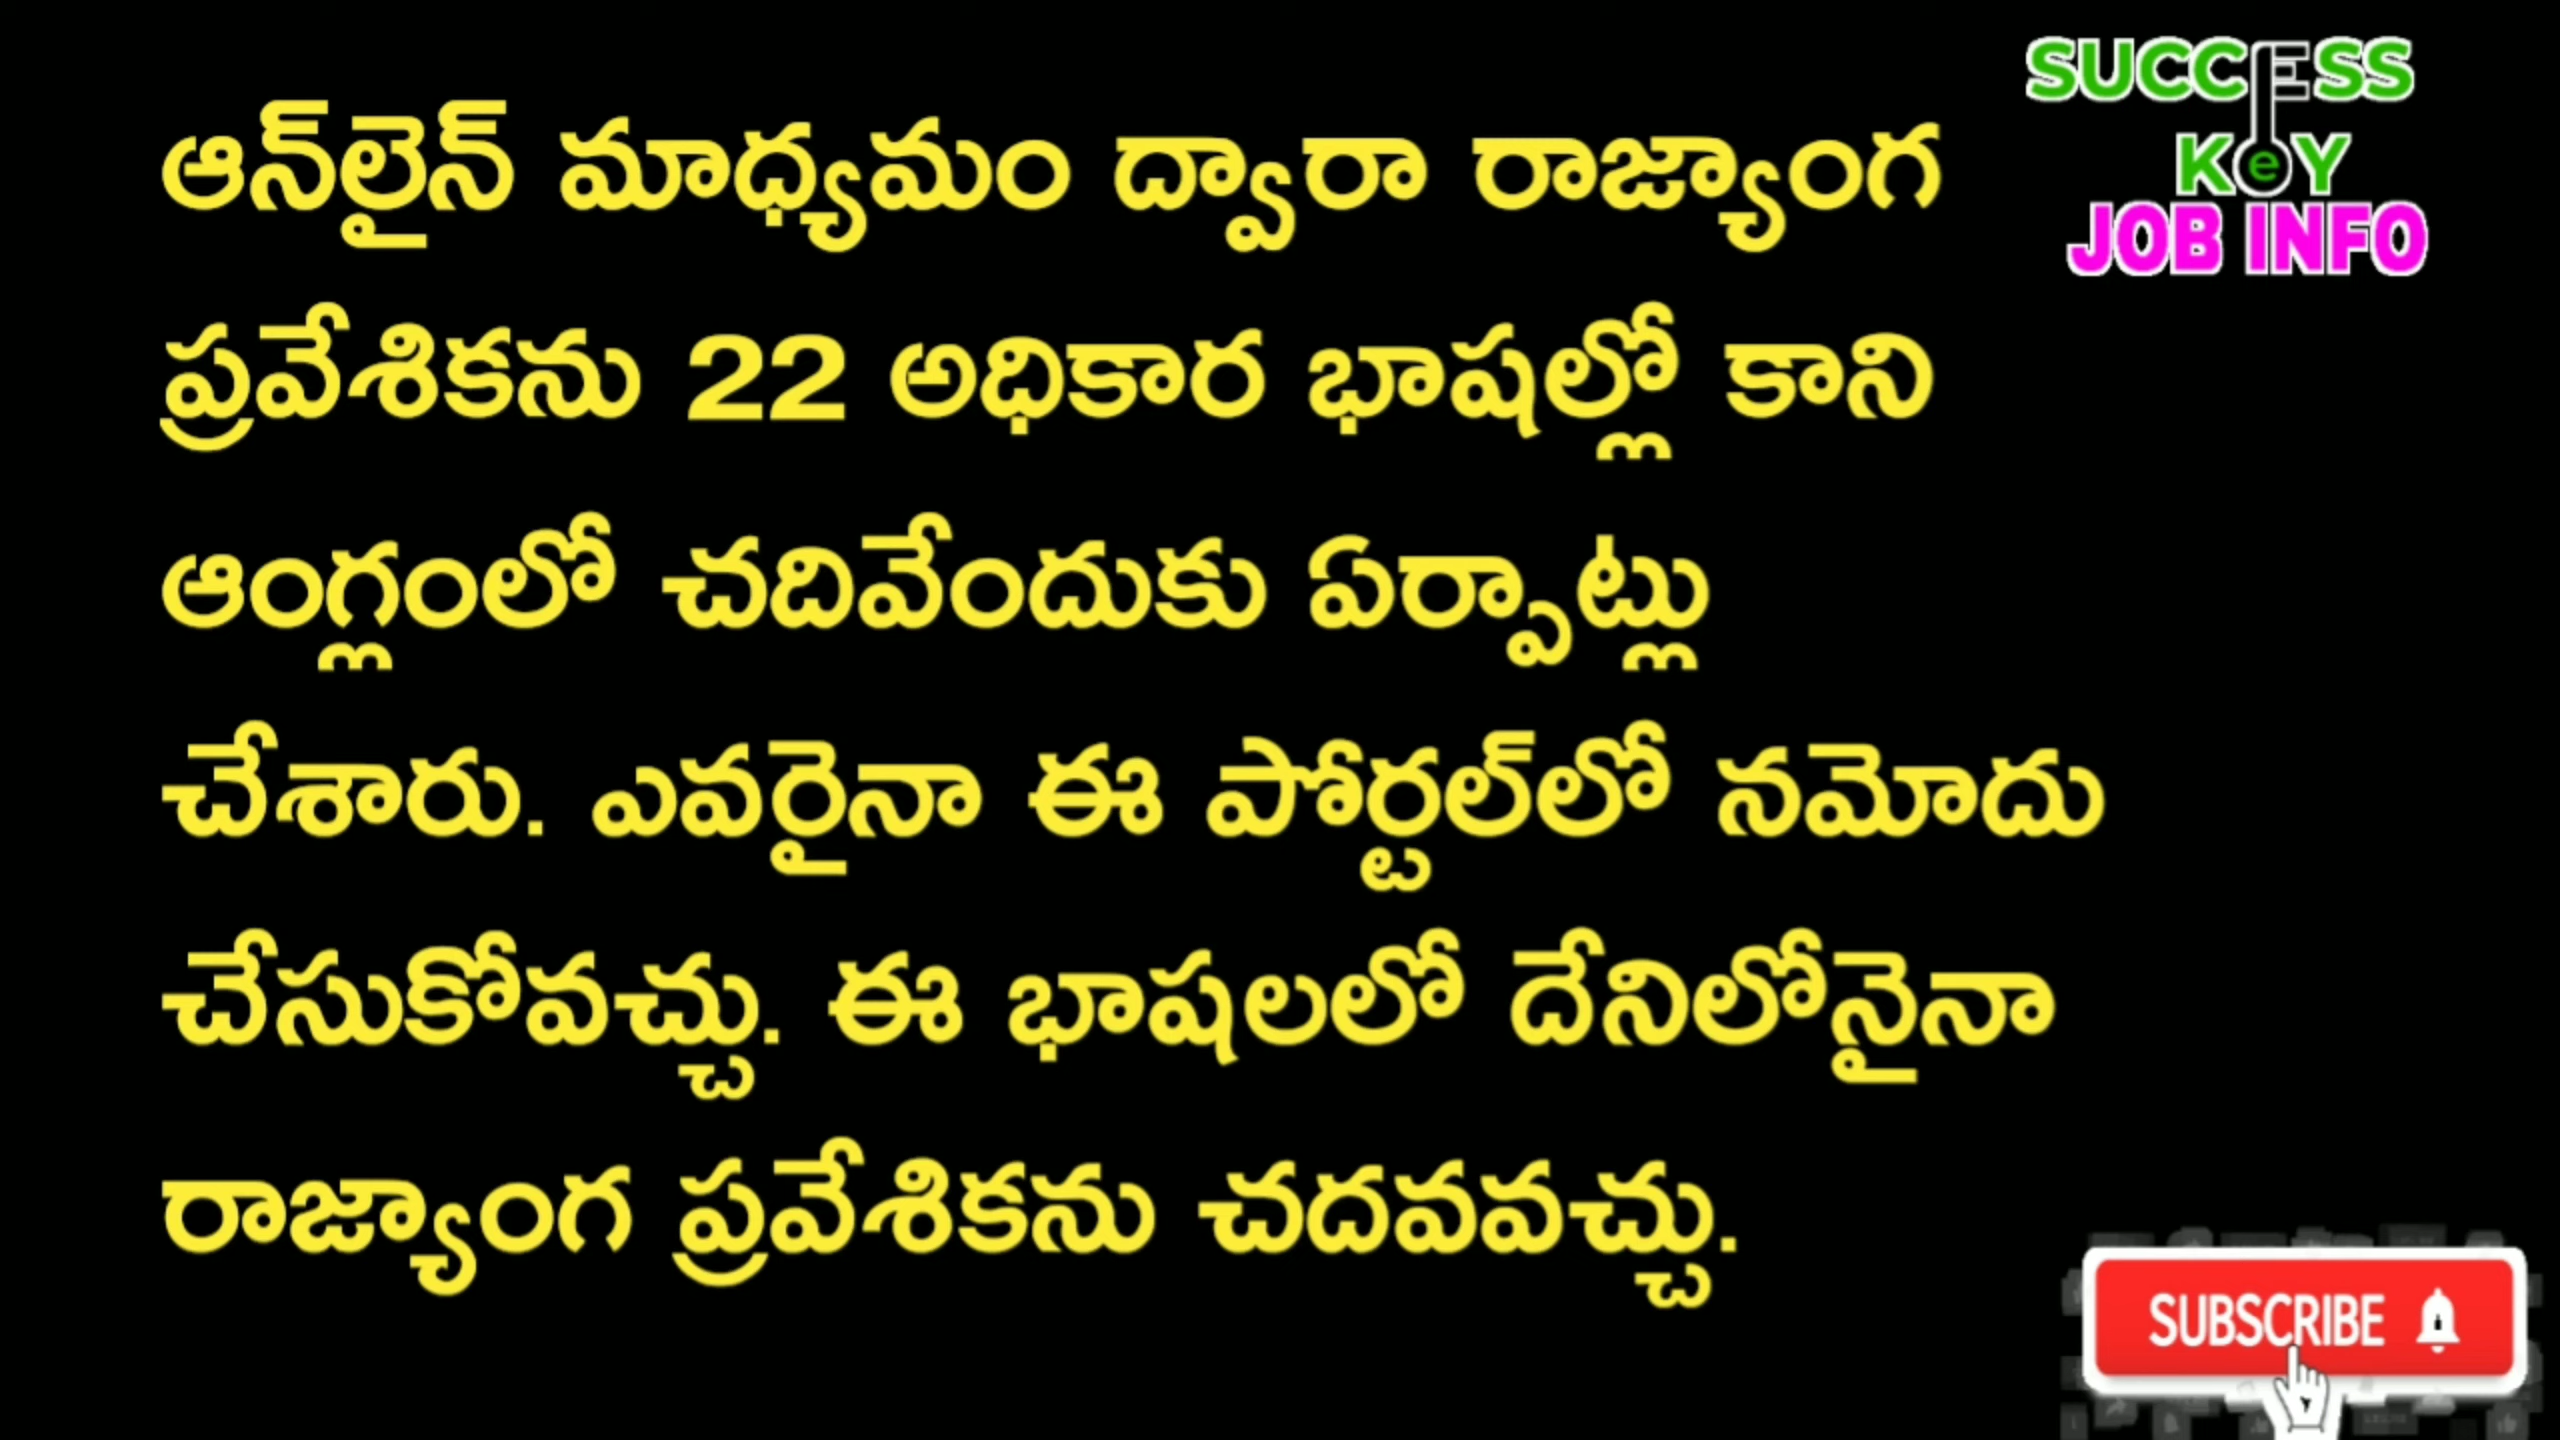 ఆన్‌లైన్ మాధ్యమం ద్వారా రాజ్యాంగ
ప్రవేశికను 22 అధికార భాషల్లో కాని
ఆంగ్లంలో చదివేందుకు ఏర్పాట్లు
చేశారు. ఎవరైనా ఈ పోర్టల్‌లో నమోదు
చేసుకోవచ్చు. ఈ భాషలలో దేనిలోనైనా
రాజ్యాంగ ప్రవేశికను చదవవచ్చు.
SUCCESS
KeY
JOB INFO
SUBSCRIBE